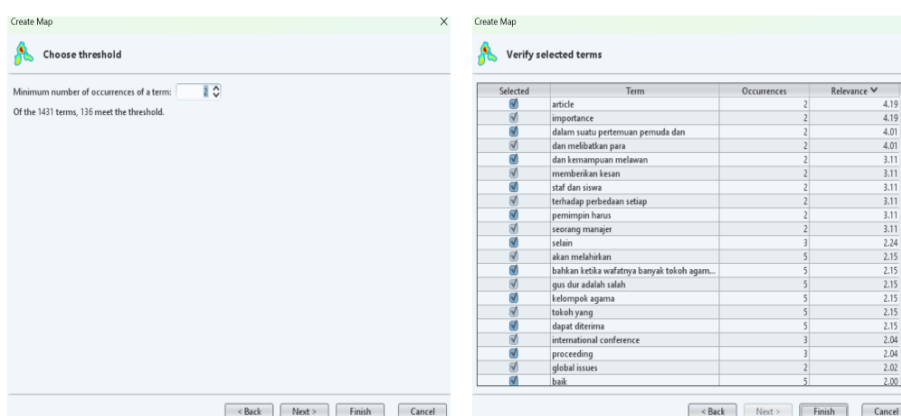 Create Map
Choose threshold
Minimum number of occurrences of a term: 2
Of the 1431 terms, 136 meet the threshold.
< Back Next > Finish Cancel
Create Map
Verify selected terms
Selected Term Occurrences Relevance
article 2 4.19
importance 2 4.19
dalam suatu pertemuan pemuda dan 2 4.01
dan melibatkan para 2 4.01
dan kemampuan melawan 2 3.11
memberikan kesan 2 3.11
staf dan siswa 2 3.11
terhadap perbedaan setiap 2 3.11
pemimpin harus 2 3.11
seorang manajer 2 3.11
selain 3 2.24
akan melahirkan 5 2.15
bahkan ketika wafatnya banyak tokoh agam... 5 2.15
gus dur adalah salah 5 2.15
kelompok agama 5 2.15
tokoh yang 5 2.15
dapat diterima 5 2.15
international conference 3 2.04
proceeding 3 2.04
global issues 2 2.02
baik 5 2.00
< Back Next > Finish Cancel